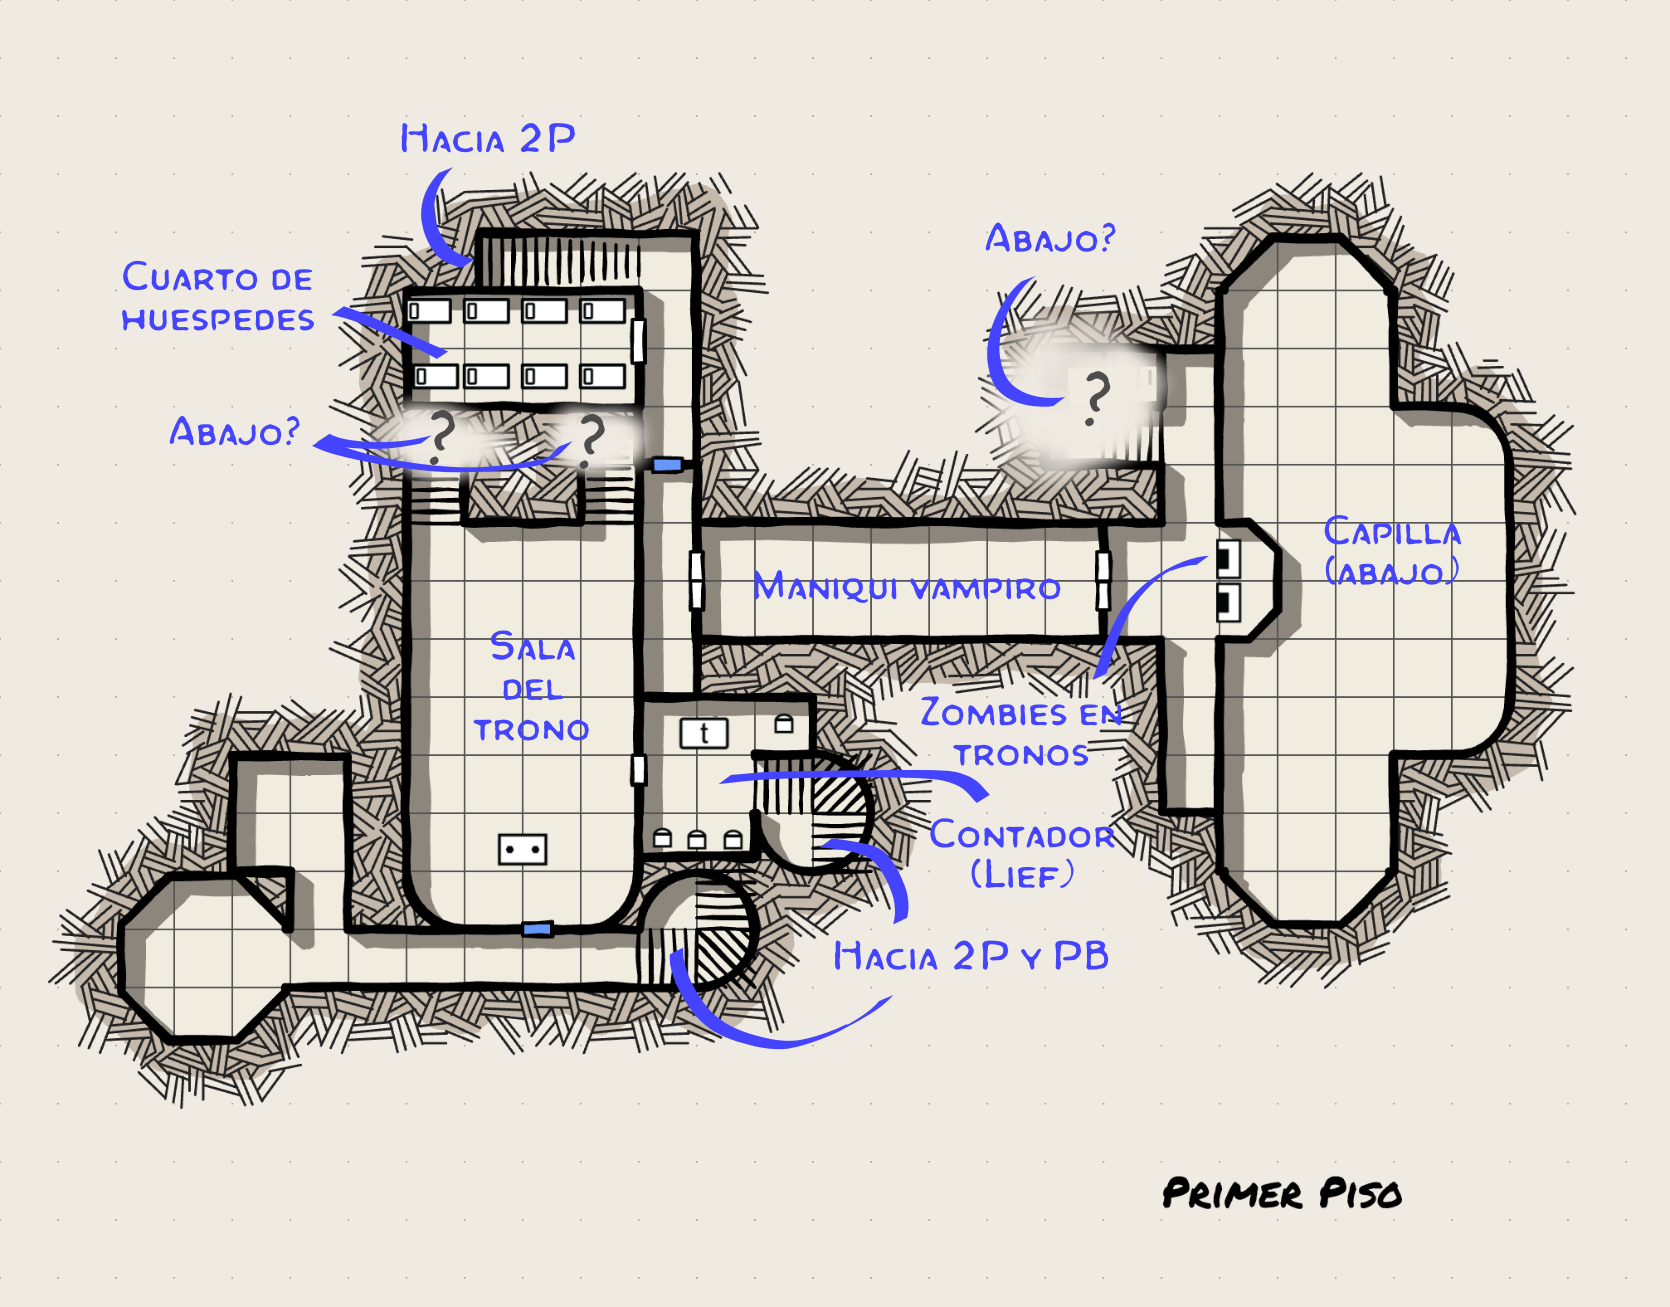 Hacia 2P
Abajo?
Cuarto de
huespedes
?
Abajo?
?
?
Capilla
(abajo)
Maniqui vampiro
Sala
del
trono
Zombies en
tronos
t
Contador
(Lief)
Hacia 2P y PB
Primer Piso